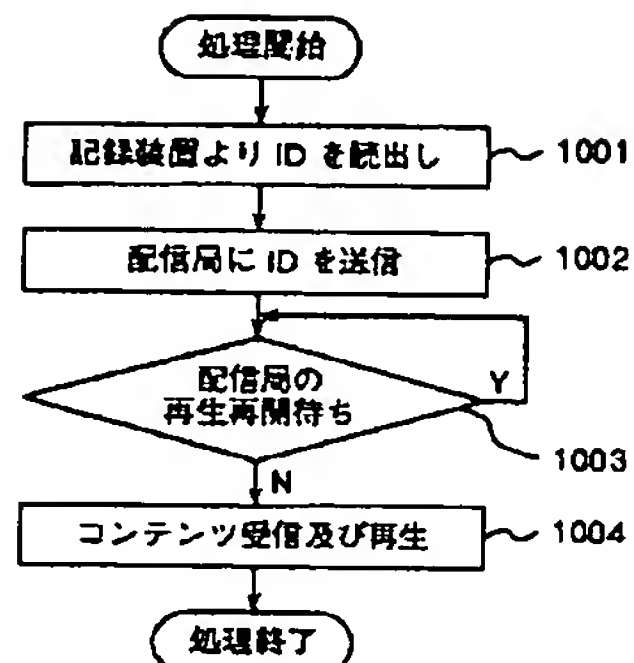 処理開始
記録装置より ID を読出し
1001
配信局に ID を送信
1002
配信局の
再生再開待ち
Y
1003
N
コンテンツ受信及び再生
1004
処理終了